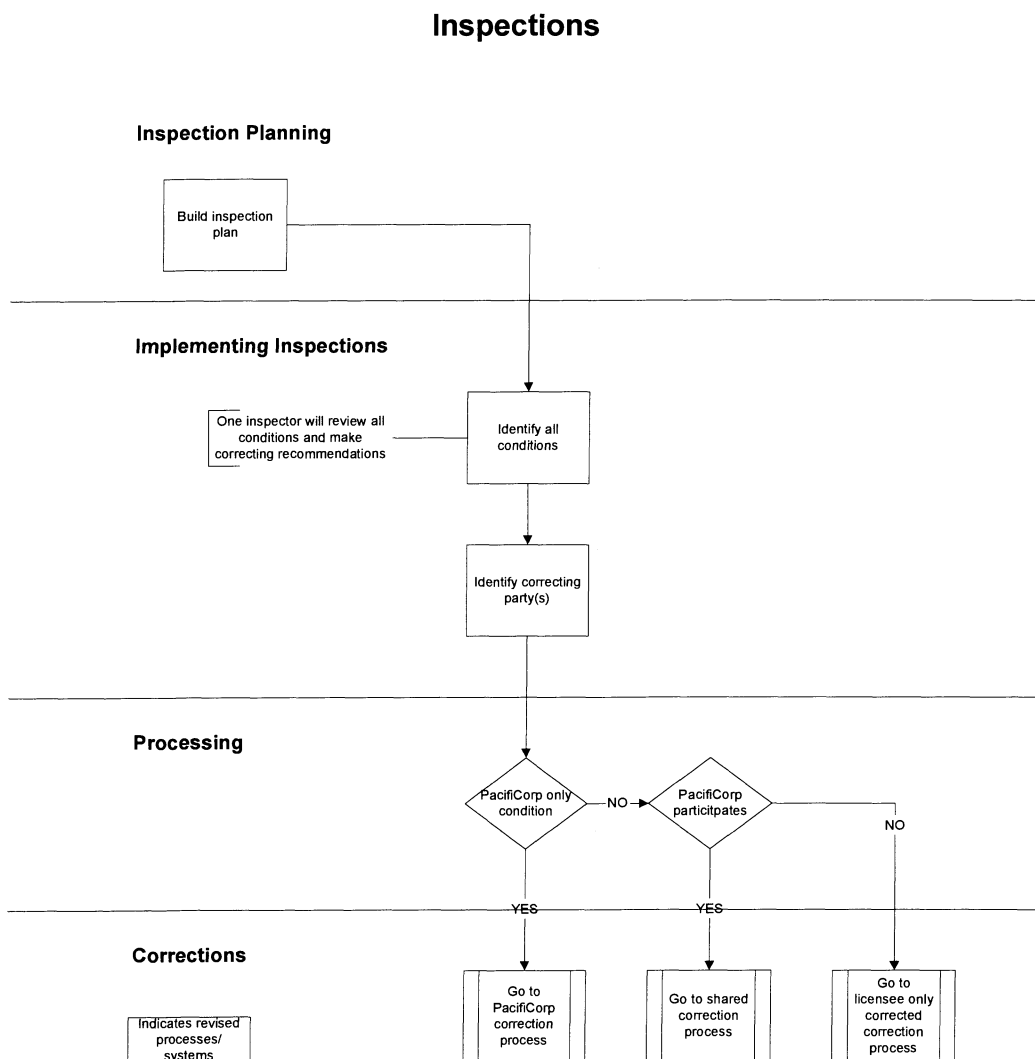 Inspections
Inspection Planning
Build inspection
plan
Implementing Inspections
One inspector will review all
conditions and make
correcting recommendations
Identify all
conditions
Identify correcting
party(s)
Processing
PacifiCorp only
condition
NO
PacifiCorp
particitpates
NO
YES
YES
Corrections
Go to
PacifiCorp
correction
process
Go to shared
correction
process
Go to
licensee only
corrected
correction
process
Indicates revised
processes/
systems